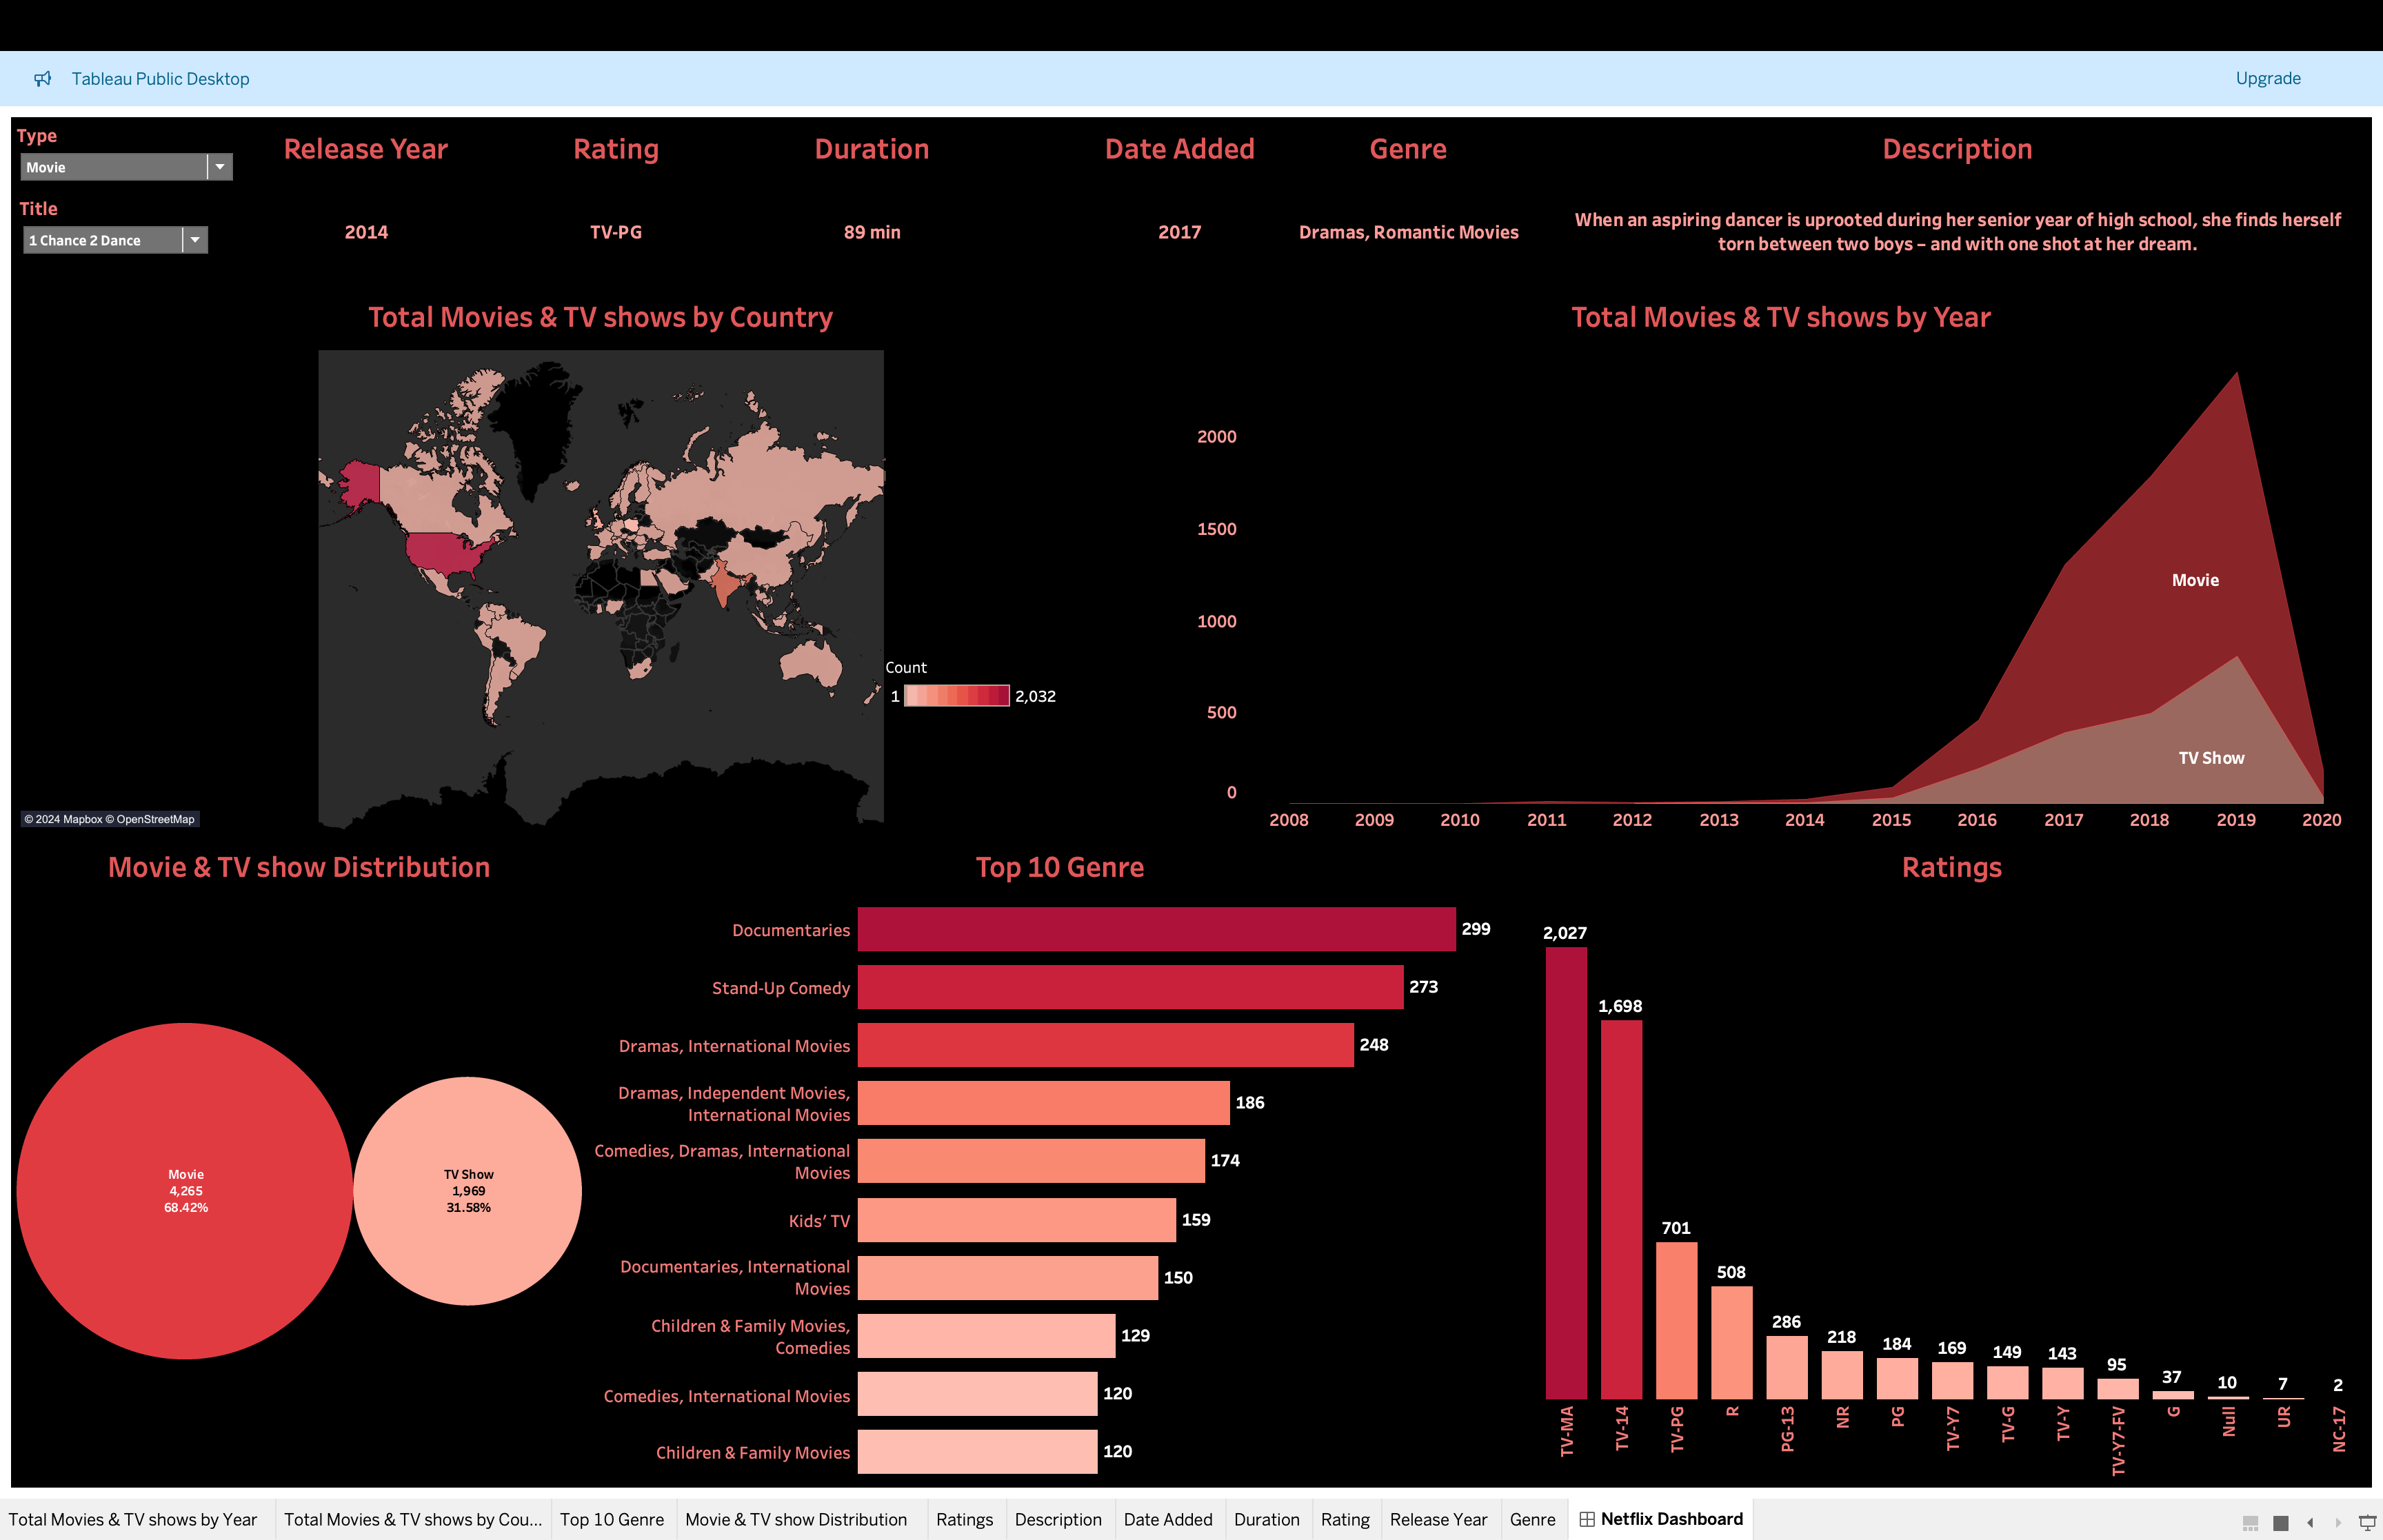 Tableau Public Desktop
Upgrade
Type
Movie
Title
1 Chance 2 Dance
Release Year
2014
Rating
TV-PG
Duration
89 min
Date Added
2017
Genre
Dramas, Romantic Movies
Description
When an aspiring dancer is uprooted during her senior year of high school, she finds herself
torn between two boys – and with one shot at her dream.
Total Movies & TV shows by Country
Count
1
2,032
© 2024 Mapbox © OpenStreetMap
Total Movies & TV shows by Year
2000
1500
1000
500
0
Movie
TV Show
2008 2009 2010 2011 2012 2013 2014 2015 2016 2017 2018 2019 2020
Movie & TV show Distribution
Movie
4,265
68.42%
TV Show
1,969
31.58%
Top 10 Genre
Documentaries 299
Stand-Up Comedy 273
Dramas, International Movies 248
Dramas, Independent Movies,
International Movies 186
Comedies, Dramas, International
Movies 174
Kids’ TV 159
Documentaries, International
Movies 150
Children & Family Movies,
Comedies 129
Comedies, International Movies 120
Children & Family Movies 120
Ratings
2,027 1,698 701 508 286 218 184 169 149 143 95 37 10 7 2
TV-MA TV-14 TV-PG R PG-13 NR PG TV-Y7 TV-G TV-Y TV-Y7-FV G Null UR NC-17
Total Movies & TV shows by Year Total Movies & TV shows by Cou... Top 10 Genre Movie & TV show Distribution Ratings Description Date Added Duration Rating Release Year Genre Netflix Dashboard